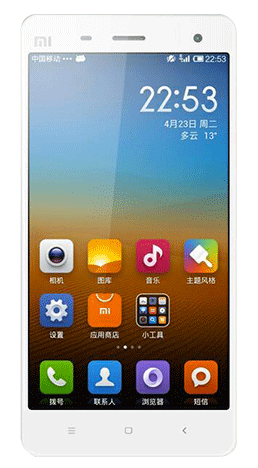 mi
中国移动 22:53
22:53
4月23日 周二
多云 13°
相机 图库 音乐 主题风格
mi
设置 应用商店 小工具
拨号 联系人 浏览器 短信